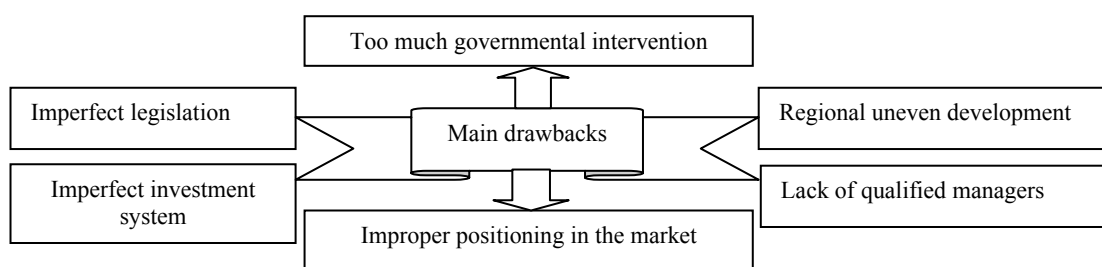 Too much governmental intervention
Imperfect legislation
Main drawbacks
Regional uneven development
Imperfect investment
system
Lack of qualified managers
Improper positioning in the market